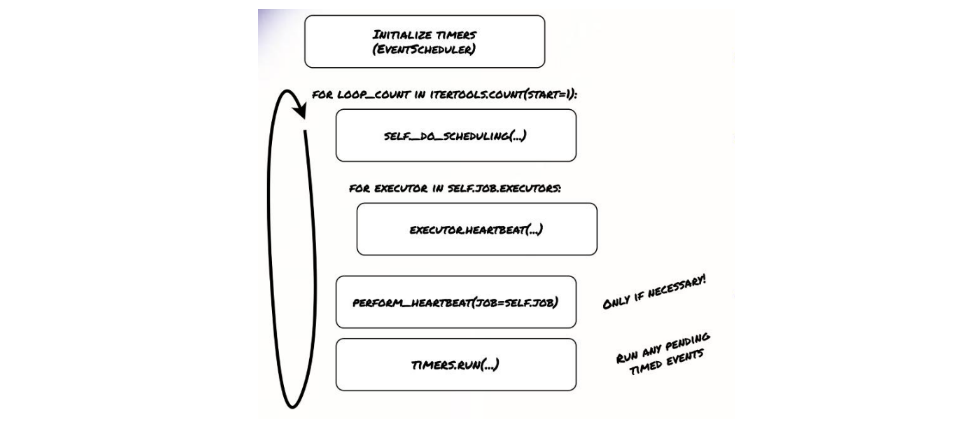 INITIALIZE TIMERS
(EVENTSCHEDULER)
FOR LOOP_COUNT IN ITERTOOLS.COUNT(START=1):
SELF._DO_SCHEDULING(...)
FOR EXECUTOR IN SELF.JOB.EXECUTORS:
EXECUTOR.HEARTBEAT(...)
PERFORM_HEARTBEAT(JOB=SELF.JOB)
ONLY IF NECESSARY!
TIMERS.RUN(...)
RUN ANY PENDING
TIMED EVENTS